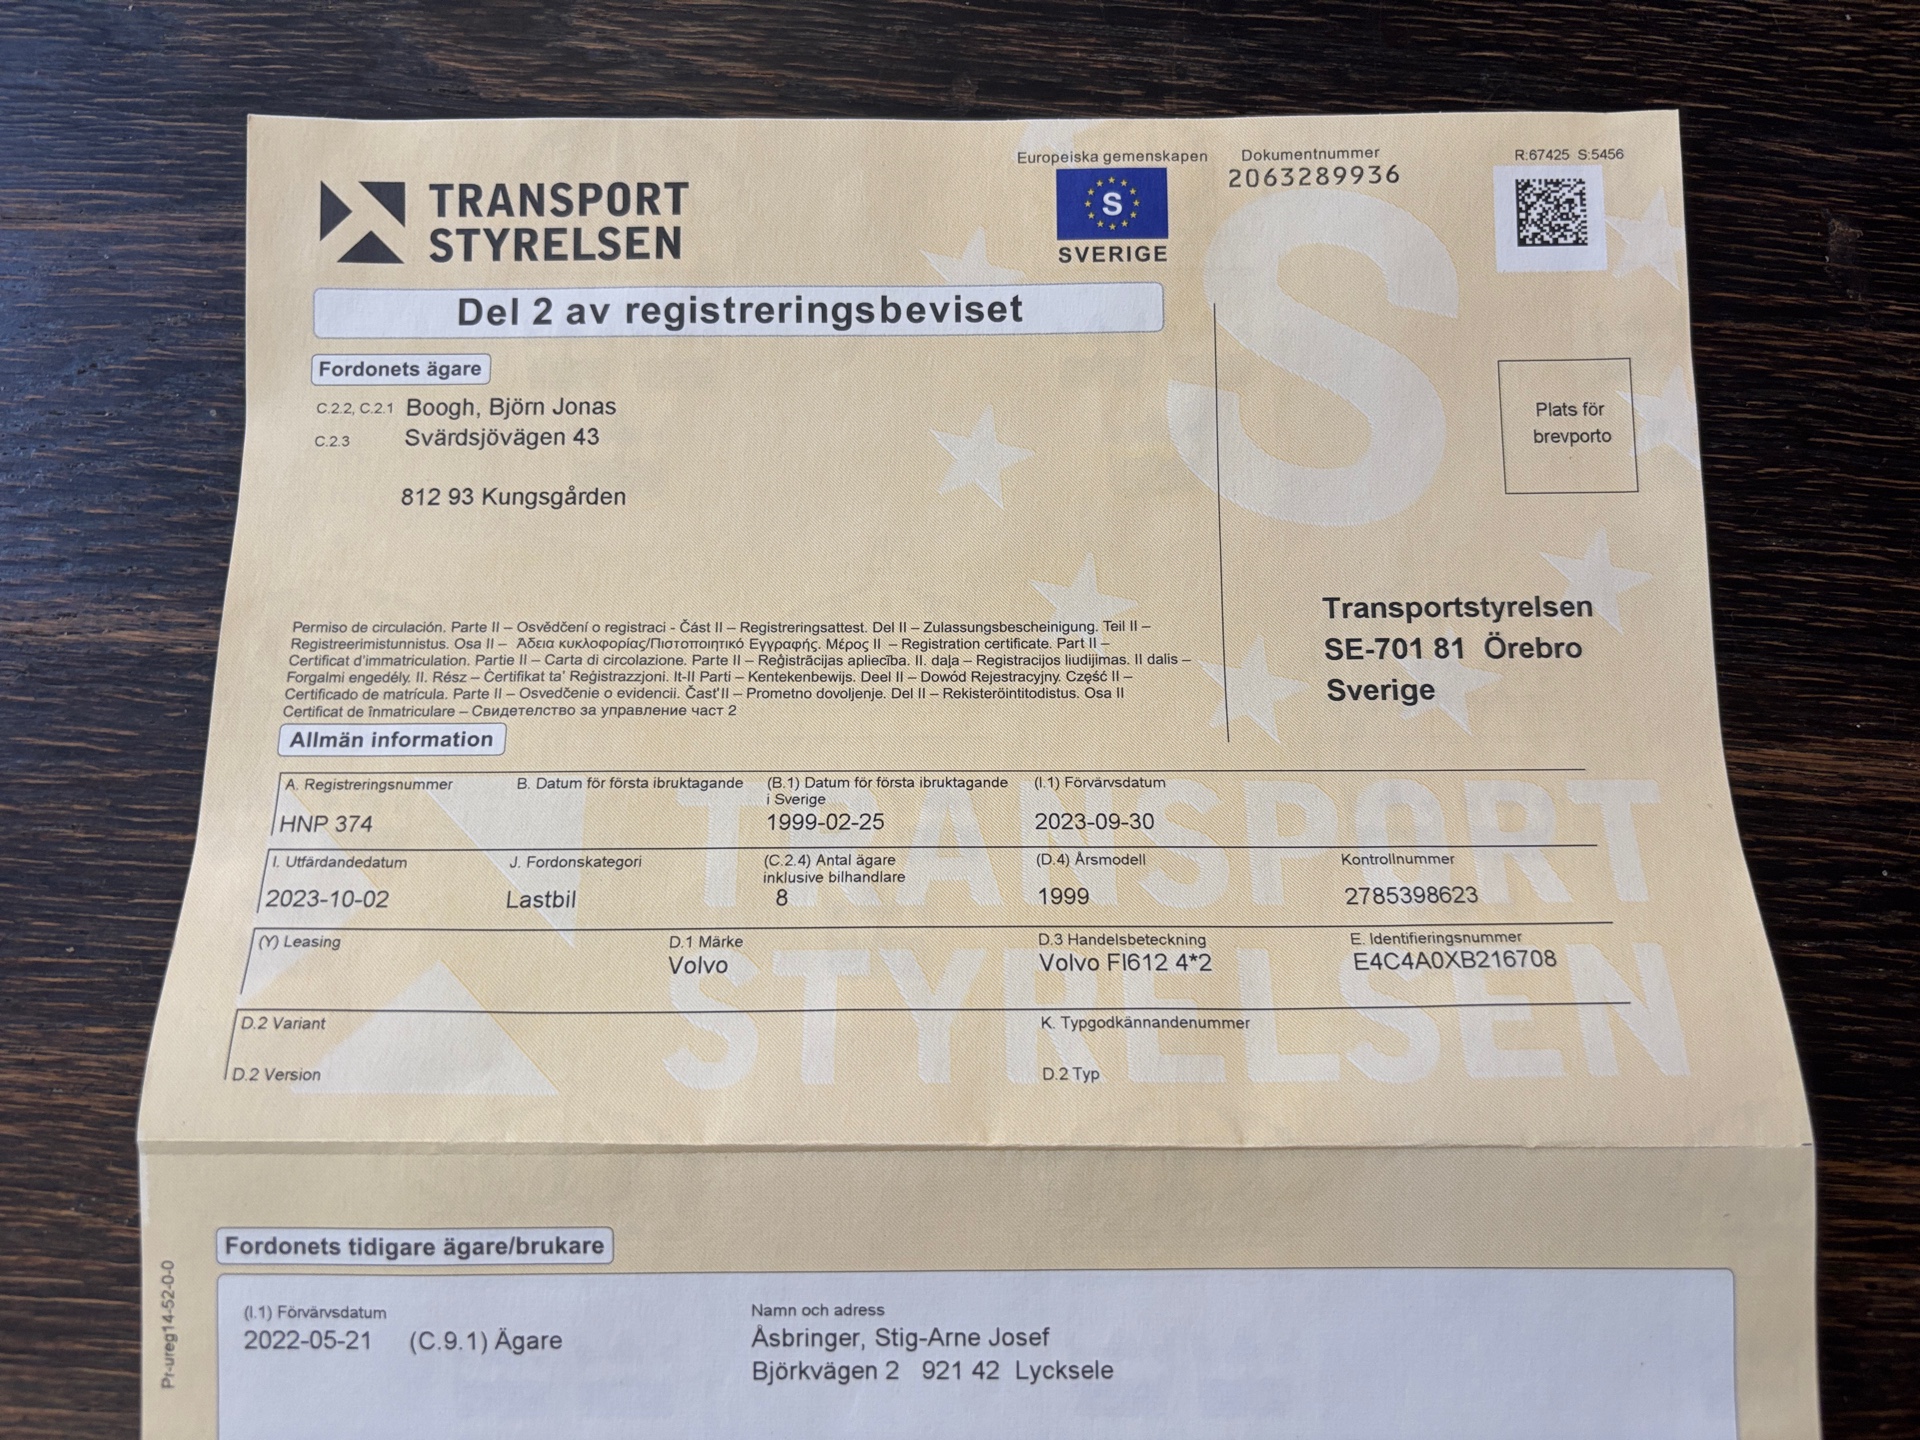 TRANSPORT
STYRELSEN
Europeiska gemenskapen
S
SVERIGE
Dokumentnummer
2063289936
R:67425 S:5456
Del 2 av registreringsbeviset
Fordonets ägare
C.2.2, C.2.1 Boogh, Björn Jonas
C.2.3 Svärdsjövägen 43
812 93 Kungsgården
S
Plats för
brevporto
Transportstyrelsen
SE-701 81 Örebro
Sverige
Permiso de circulación. Parte II – Osvědčení o registraci - Část II – Registreringsattest. Del II – Zulassungsbescheinigung. Teil II –
Registreerimistunnistus. Osa II – Άδεια κυκλοφορίας/Πιστοποιητικό Εγγραφής. Μέρος II – Registration certificate. Part II –
Certificat d'immatriculation. Partie II – Carta di circolazione. Parte II – Reģistrācijas apliecība. II. daļa – Registracijos liudijimas. II dalis –
Forgalmi engedély. II. Rész – Ċertifikat ta' Reġistrazzjoni. It-II Parti – Kentekenbewijs. Deel II – Dowód Rejestracyjny. Część II –
Certificado de matrícula. Parte II – Osvedčenie o evidencii. Časť II – Prometno dovoljenje. Del II – Rekisteröintitodistus. Osa II
Certificat de înmatriculare – Свидетелство за управление част 2
Allmän information
A. Registreringsnummer B. Datum för första ibruktagande (B.1) Datum för första ibruktagande (I.1) Förvärvsdatum
i Sverige
HNP 374 1999-02-25 2023-09-30
I. Utfärdandedatum J. Fordonskategori (C.2.4) Antal ägare (D.4) Årsmodell Kontrollnummer
inklusive bilhandlare
2023-10-02 Lastbil 8 1999 2785398623
(Y) Leasing D.1 Märke D.3 Handelsbeteckning E. Identifieringsnummer
Volvo Volvo Fl612 4*2 E4C4A0XB216708
D.2 Variant K. Typgodkännandenummer
D.2 Version D.2 Typ
TRANSPORT
STYRELSEN
Fordonets tidigare ägare/brukare
(I.1) Förvärvsdatum Namn och adress
2022-05-21 (C.9.1) Ägare Åsbringer, Stig-Arne Josef
Björkvägen 2 921 42 Lycksele
Pr-ureg14-52-0-0